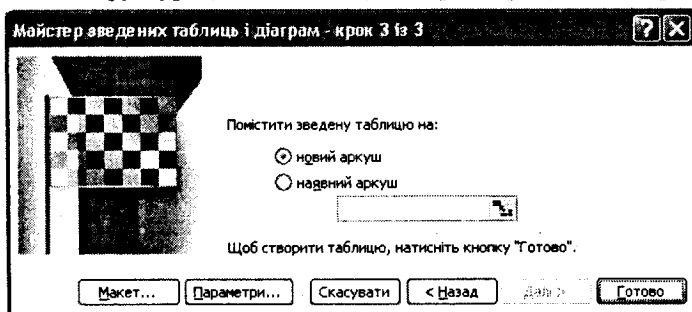 Майстер зведених таблиць і діаграм - крок 3 із 3
Помістити зведену таблицю на:
новий аркуш
наявний аркуш
Щоб створити таблицю, натисніть кнопку "Готово".
Макет... Параметри... Скасувати < Назад Далі > Готово